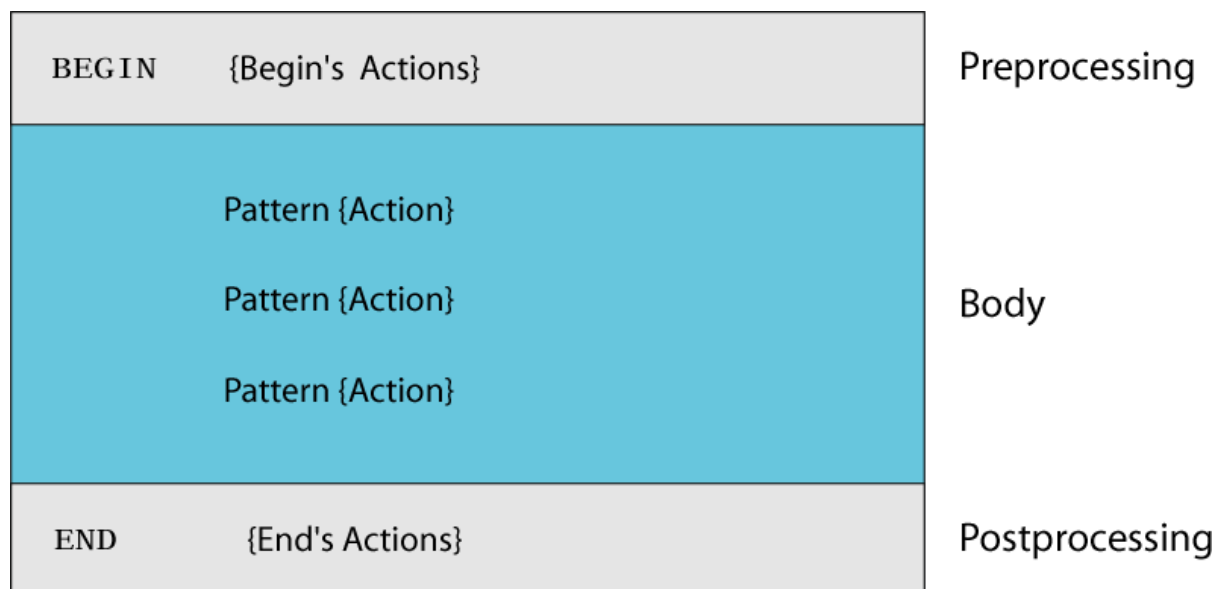 BEGIN {Begin's Actions} Preprocessing
Pattern {Action}
Pattern {Action} Body
Pattern {Action}
END {End's Actions} Postprocessing